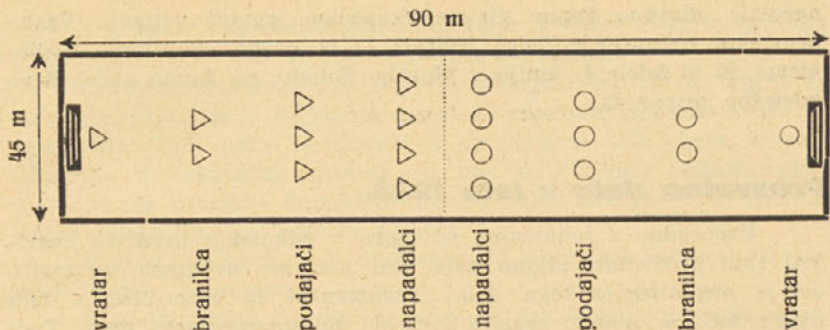 90 m
45 m
vratar
branilca
podajači
napadalci
napadalci
podajači
branilca
vratar